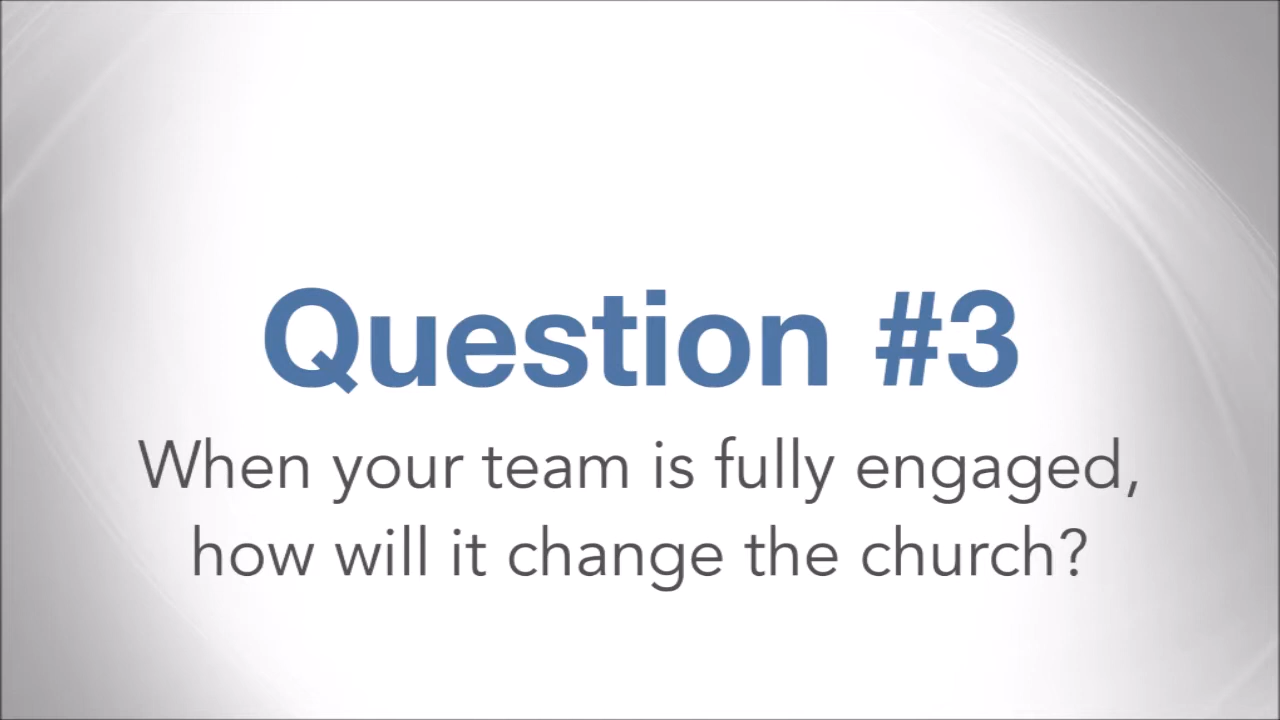 Question #3
When your team is fully engaged,
how will it change the church?